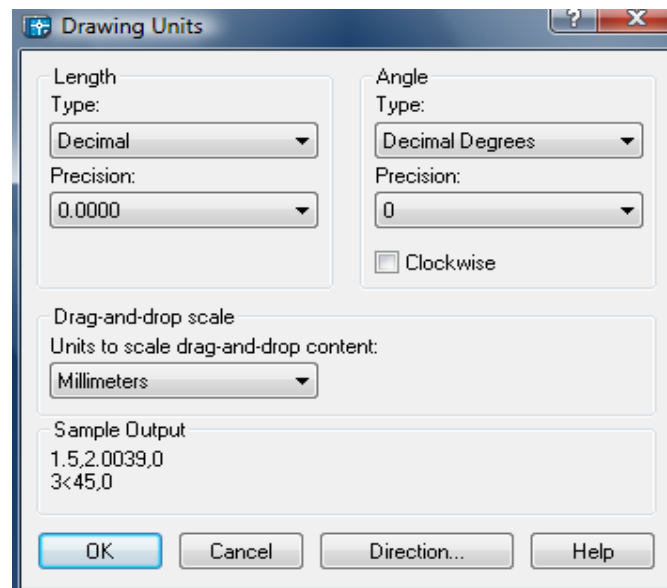 Drawing Units
?
Length
Type:
Decimal
Precision:
0.0000
Angle
Type:
Decimal Degrees
Precision:
0
Clockwise
Drag-and-drop scale
Units to scale drag-and-drop content:
Millimeters
Sample Output
1.5,2.0039,0
3<45,0
OK
Cancel
Direction...
Help